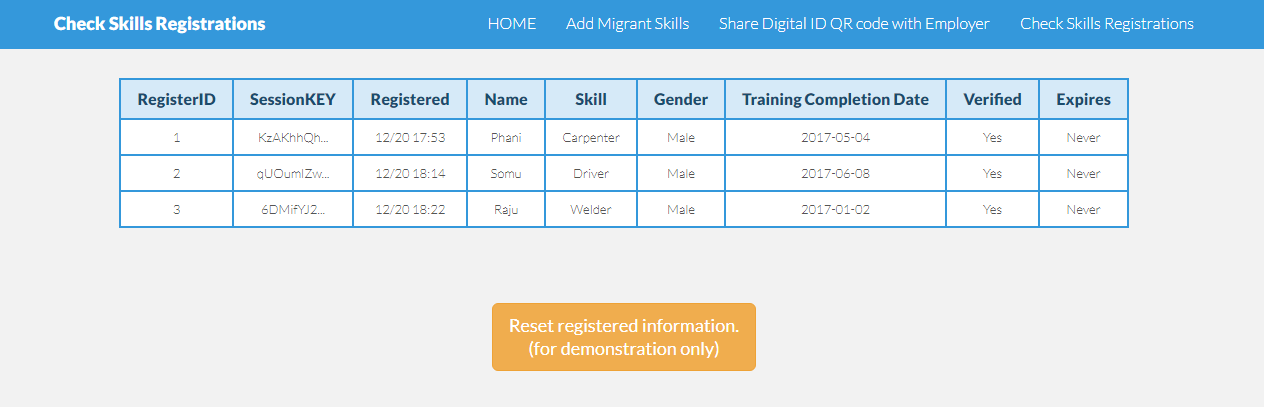 Check Skills Registrations HOME Add Migrant Skills Share Digital ID QR code with Employer Check Skills Registrations
RegisterID SessionKEY Registered Name Skill Gender Training Completion Date Verified Expires
1 KzAKhhQh... 12/20 17:53 Phani Carpenter Male 2017-05-04 Yes Never
2 qUOumIZw... 12/20 18:14 Somu Driver Male 2017-06-08 Yes Never
3 6DMifYJ2... 12/20 18:22 Raju Welder Male 2017-01-02 Yes Never
Reset registered information.
(for demonstration only)